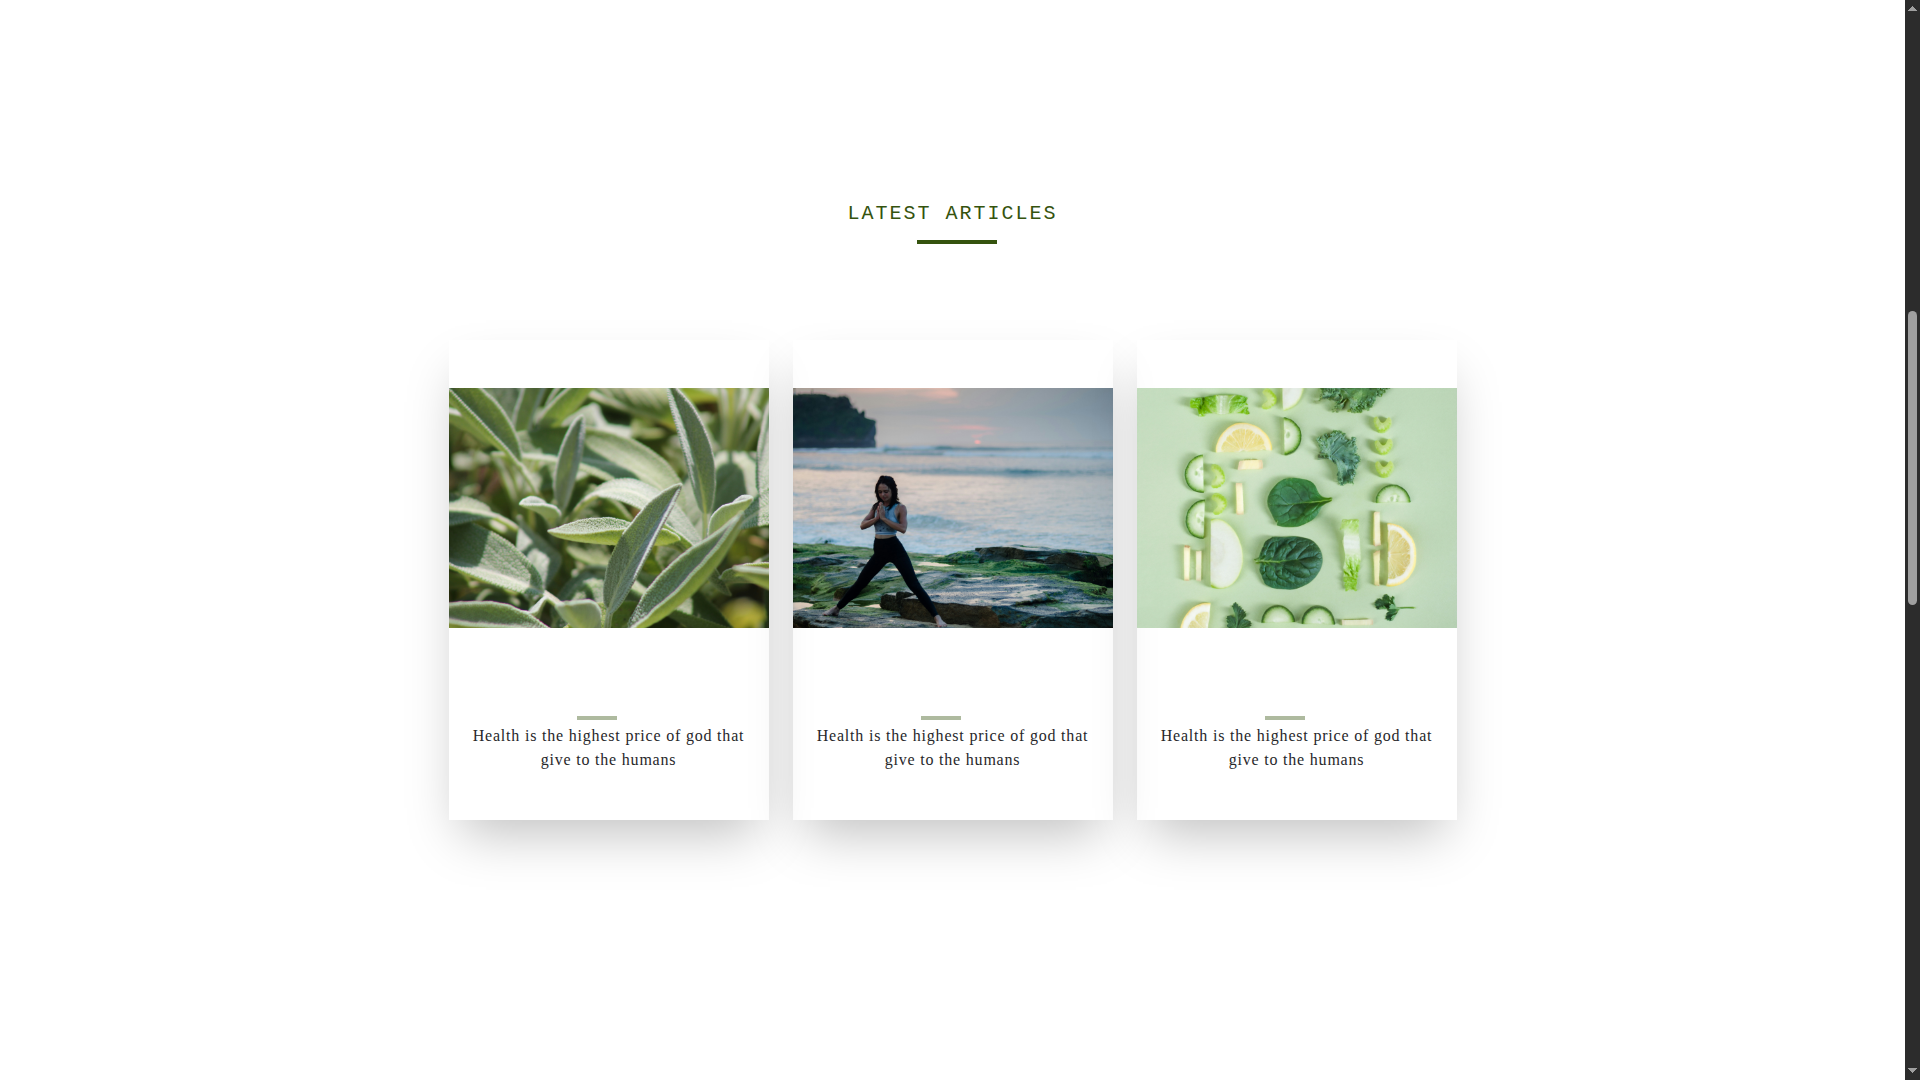 LATEST ARTICLES
Health is the highest price of god that
give to the humans
Health is the highest price of god that
give to the humans
Health is the highest price of god that
give to the humans